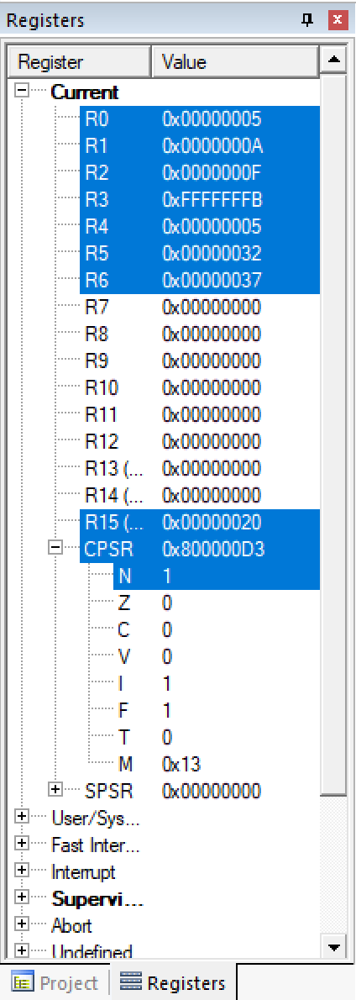 Registers
Register Value
Current
R0 0x00000005
R1 0x0000000A
R2 0x0000000F
R3 0xFFFFFFFB
R4 0x00000005
R5 0x00000032
R6 0x00000037
R7 0x00000000
R8 0x00000000
R9 0x00000000
R10 0x00000000
R11 0x00000000
R12 0x00000000
R13 (... 0x00000000
R14 (... 0x00000000
R15 (... 0x00000020
CPSR 0x800000D3
N 1
Z 0
C 0
V 0
I 1
F 1
T 0
M 0x13
SPSR 0x00000000
User/Sys...
Fast Inter...
Interrupt
Supervi...
Abort
Undefined
Project Registers